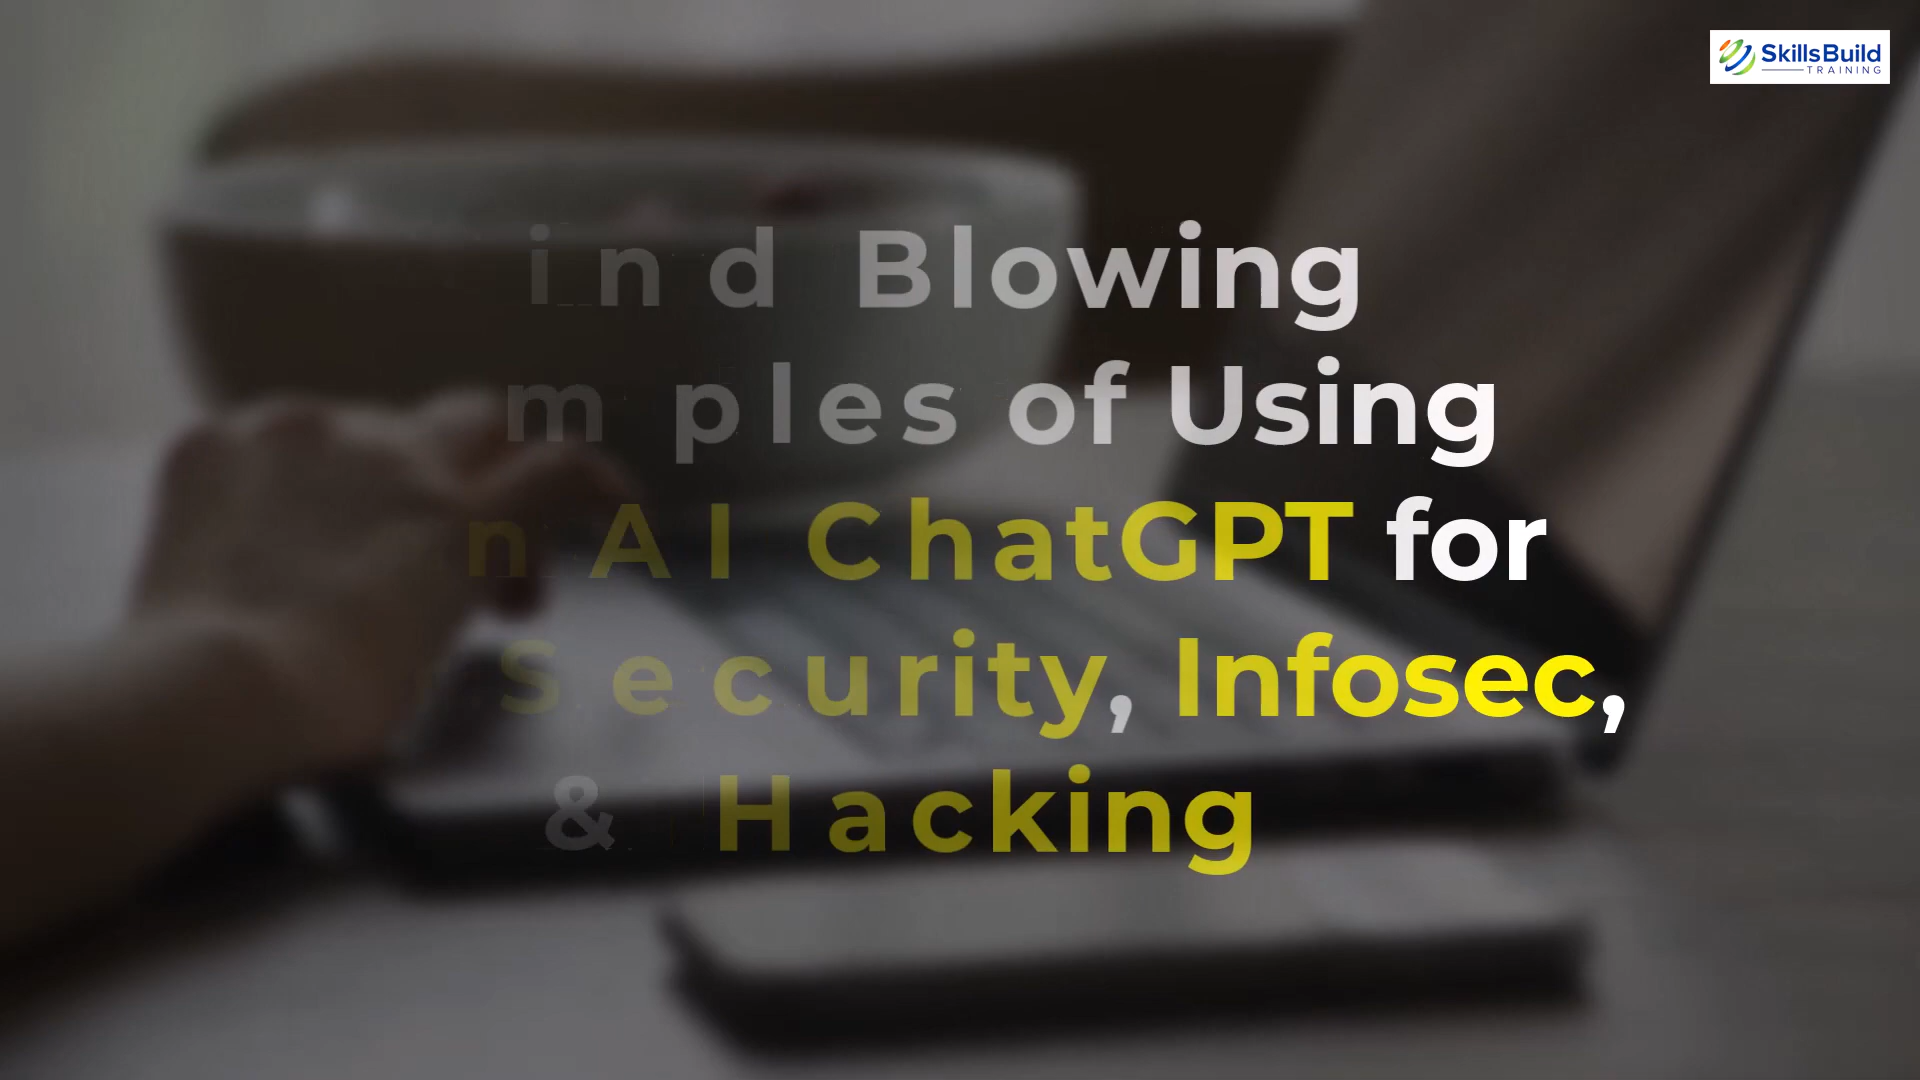 SkillsBuild
TRAINING
ind Blowing
mples of Using
n AI ChatGPT for
Security, Infosec,
& Hacking